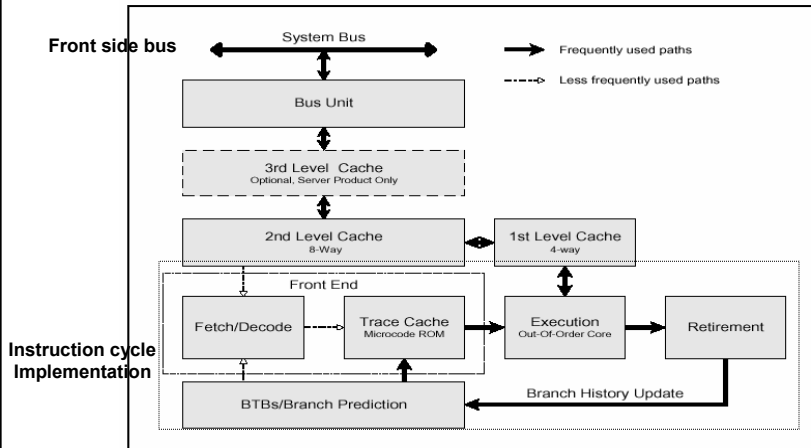 Front side bus
System Bus
Frequently used paths
Less frequently used paths
Bus Unit
3rd Level Cache
Optional, Server Product Only
2nd Level Cache
8-Way
1st Level Cache
4-way
Front End
Fetch/Decode
Trace Cache
Microcode ROM
Execution
Out-Of-Order Core
Retirement
Instruction cycle
Implementation
BTBs/Branch Prediction
Branch History Update